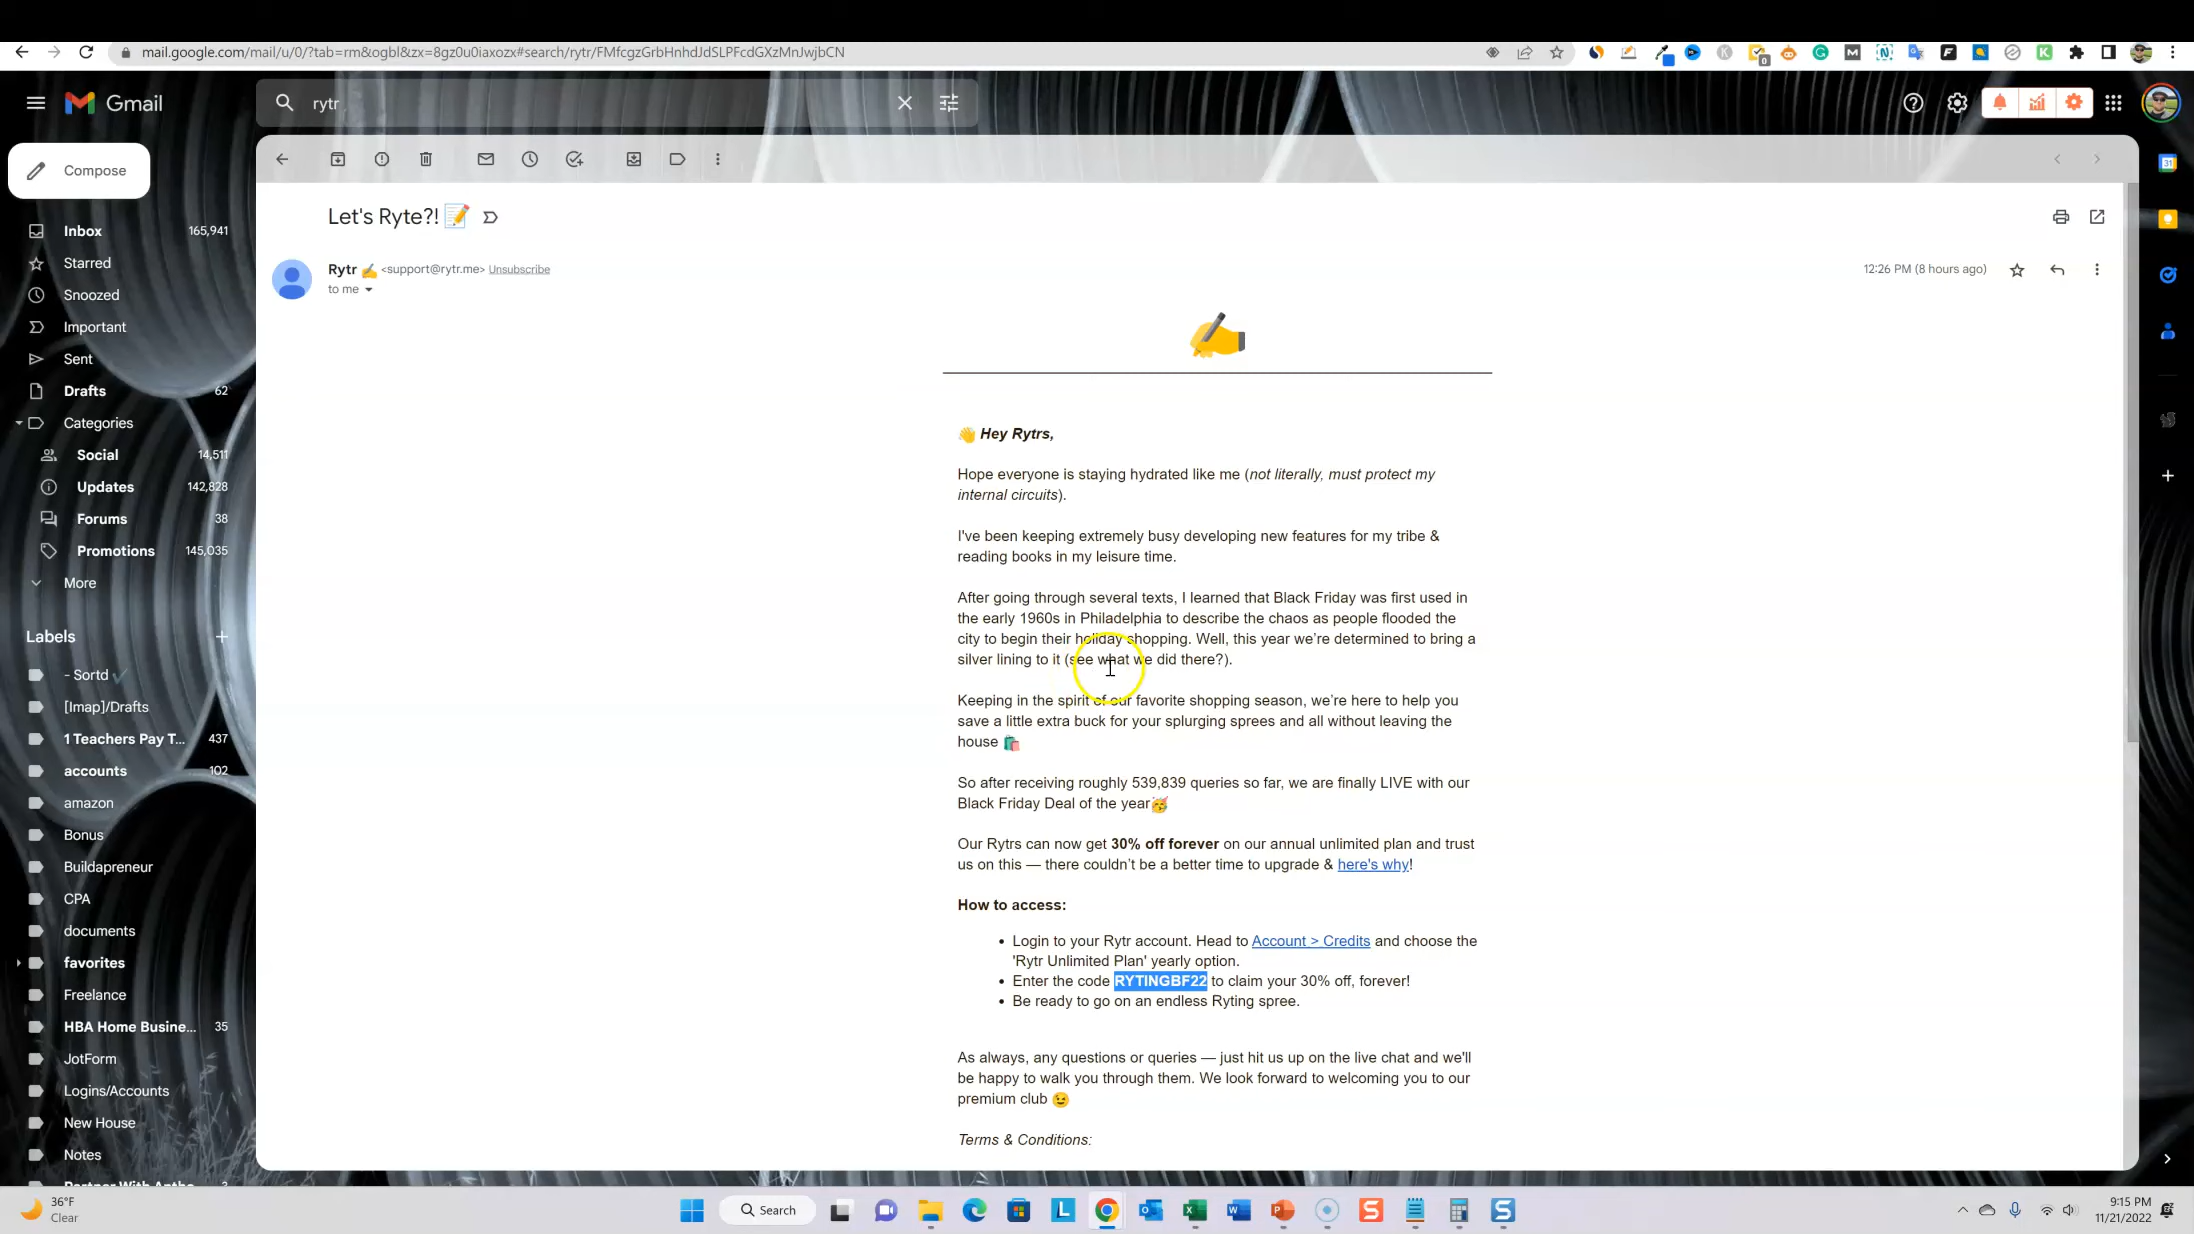 mail.google.com/mail/u/0/?tab=rm&ogbl&zx=8gz0u0iaxozx#search/rytr/FMfcgzGrbHnhdJdSLPFcdGXzMnJwjbCN
Gmail
rytr
Compose
Inbox 165,941
Starred
Snoozed
Important
Sent
Drafts 62
Categories
Social 14,511
Updates 142,828
Forums 38
Promotions 145,035
More
Labels
- Sortd
[Imap]/Drafts
1 Teachers Pay T... 437
accounts 102
amazon
Bonus
Buildapreneur
CPA
documents
favorites
Freelance
HBA Home Busine... 35
JotForm
Logins/Accounts
New House
Notes
Let's Ryte?! 📝
Rytr ✍️ <support@rytr.me> Unsubscribe
to me
12:26 PM (8 hours ago)
👋 Hey Rytrs,
Hope everyone is staying hydrated like me (not literally, must protect my
internal circuits).
I've been keeping extremely busy developing new features for my tribe &
reading books in my leisure time.
After going through several texts, I learned that Black Friday was first used in
the early 1960s in Philadelphia to describe the chaos as people flooded the
city to begin their holiday shopping. Well, this year we're determined to bring a
silver lining to it (see what we did there?).
Keeping in the spirit of our favorite shopping season, we're here to help you
save a little extra buck for your splurging sprees and all without leaving the
house 🛍️
So after receiving roughly 539,839 queries so far, we are finally LIVE with our
Black Friday Deal of the year🥳
Our Rytrs can now get 30% off forever on our annual unlimited plan and trust
us on this — there couldn't be a better time to upgrade & here's why!
How to access:
• Login to your Rytr account. Head to Account > Credits and choose the
'Rytr Unlimited Plan' yearly option.
• Enter the code RYTINGBF22 to claim your 30% off, forever!
• Be ready to go on an endless Ryting spree.
As always, any questions or queries — just hit us up on the live chat and we'll
be happy to walk you through them. We look forward to welcoming you to our
premium club 😉
Terms & Conditions:
36°F
Clear
Search
9:15 PM
11/21/2022